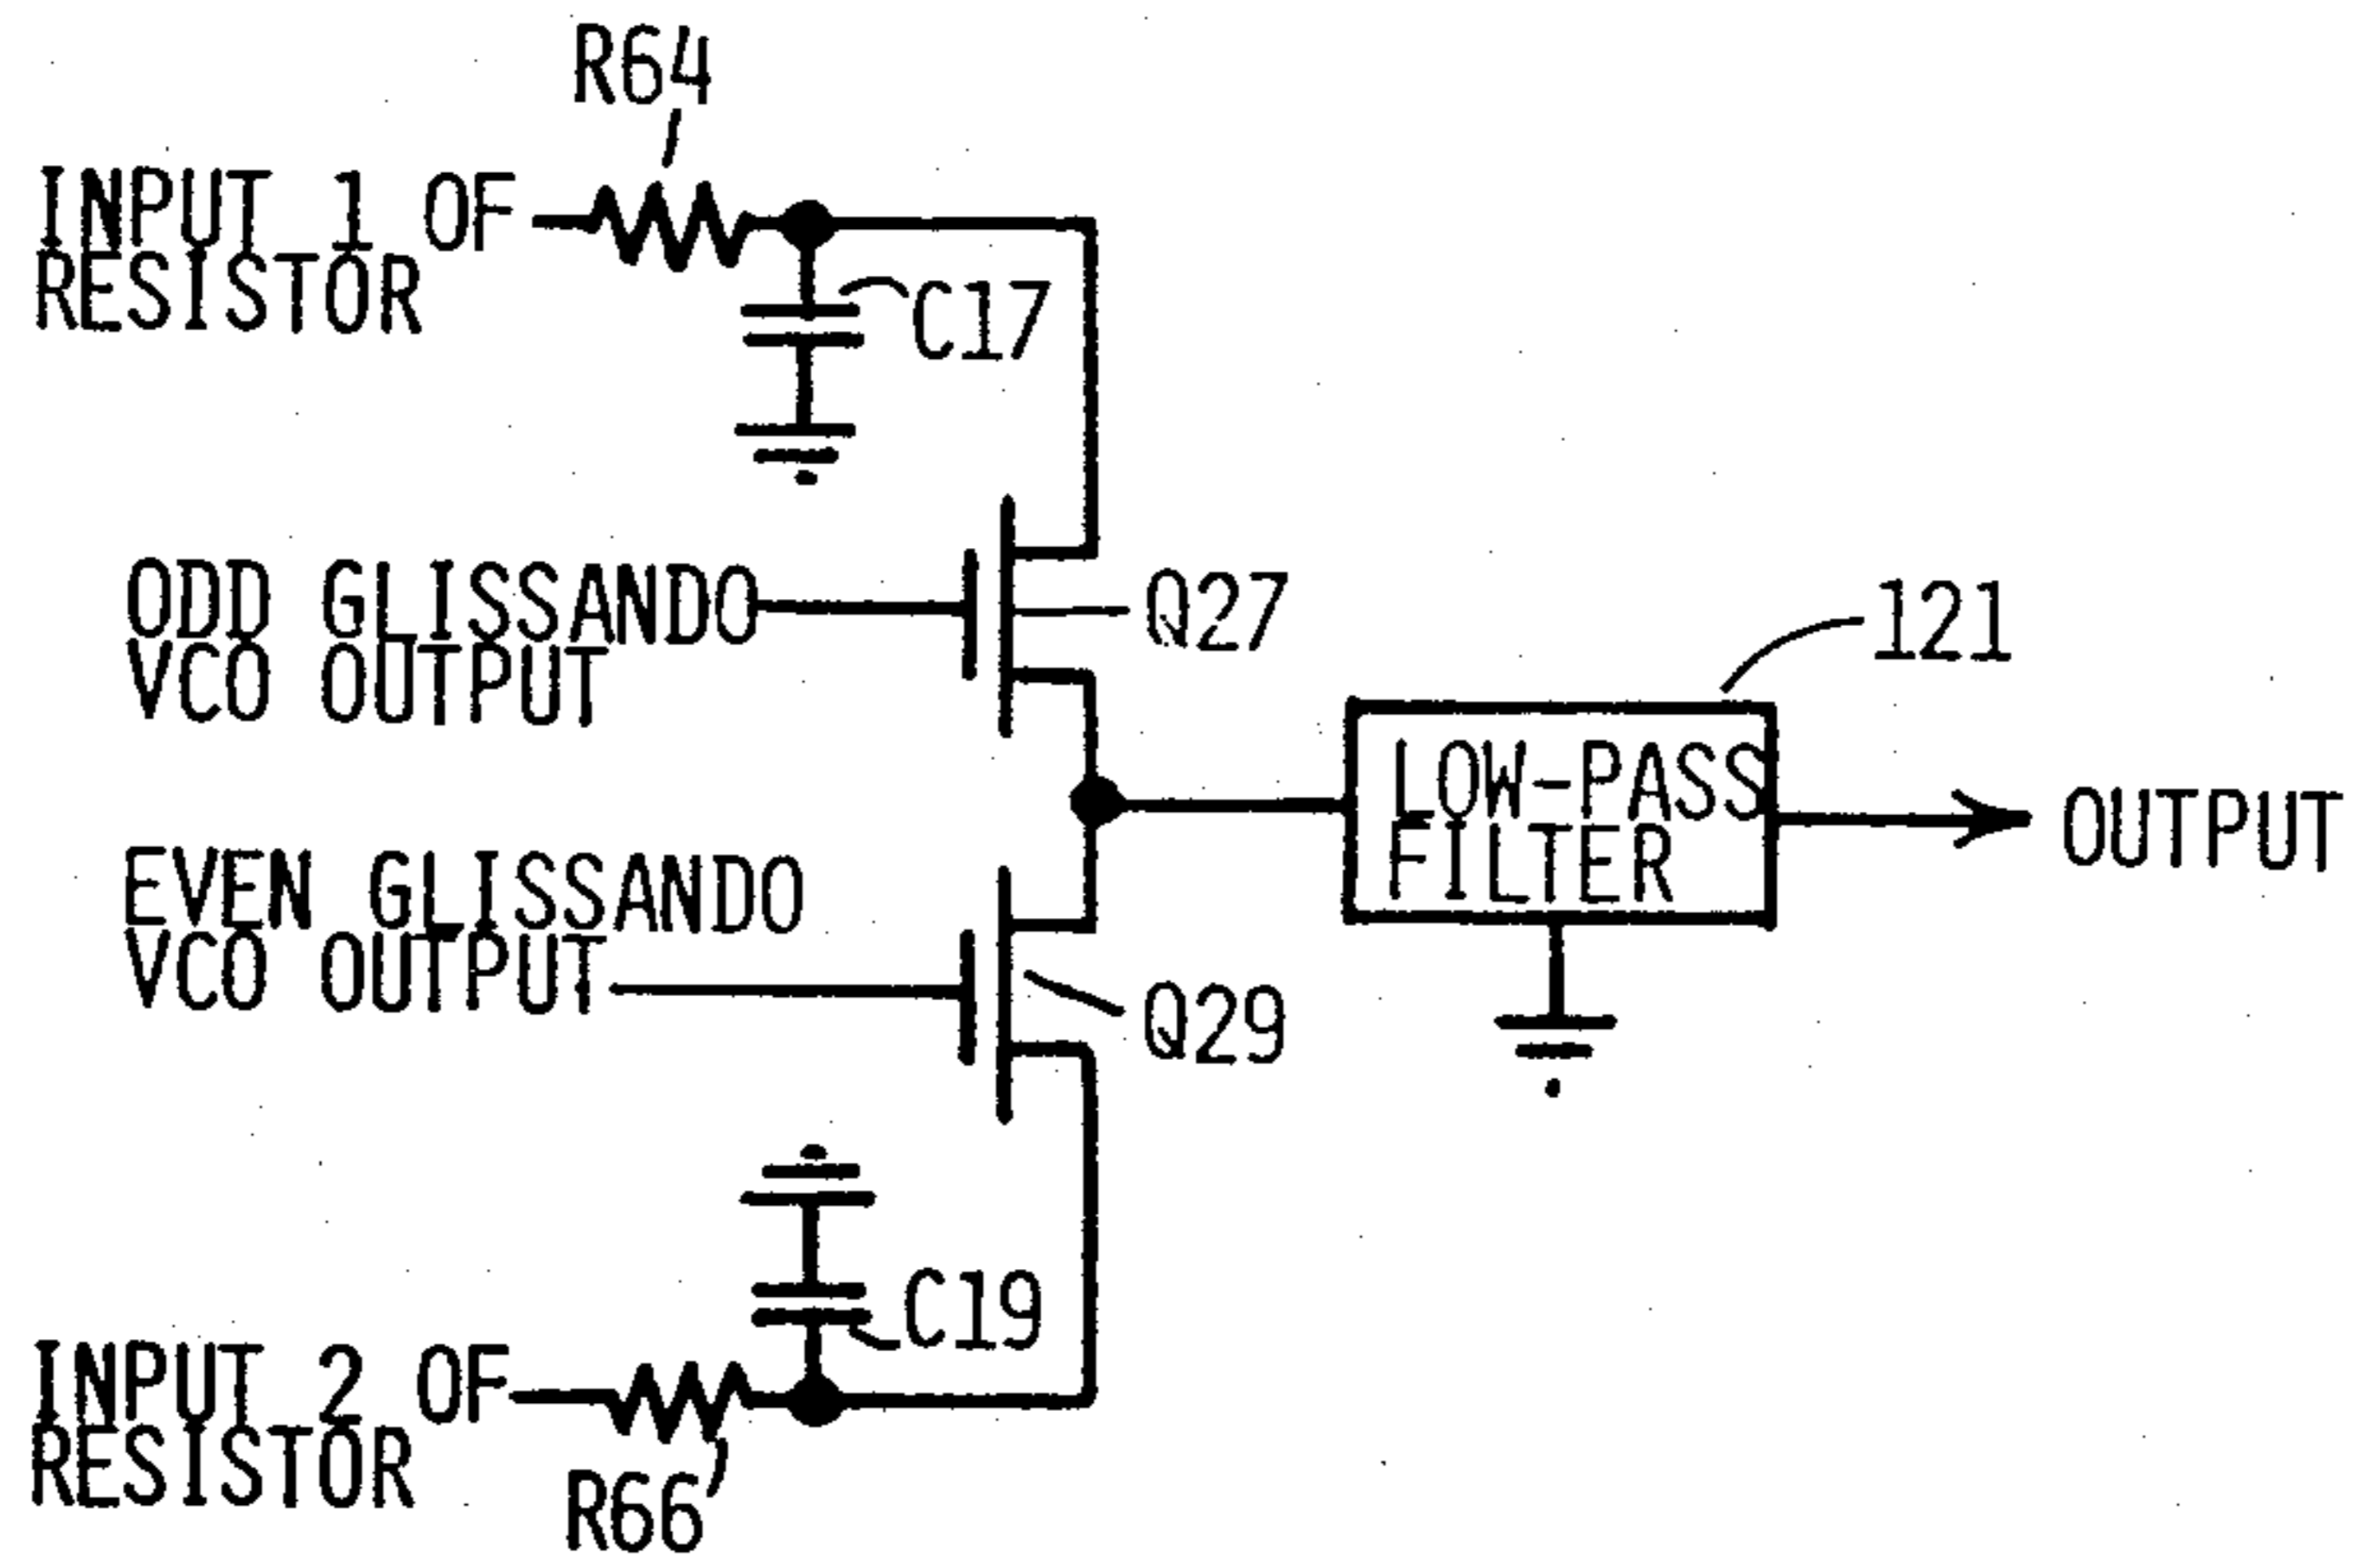 R64
INPUT 1 OF
RESISTOR
C17
ODD GLISSANDO
VCO OUTPUT
Q27
121
LOW-PASS
FILTER
OUTPUT
EVEN GLISSANDO
VCO OUTPUT
Q29
C19
INPUT 2 OF
RESISTOR
R66